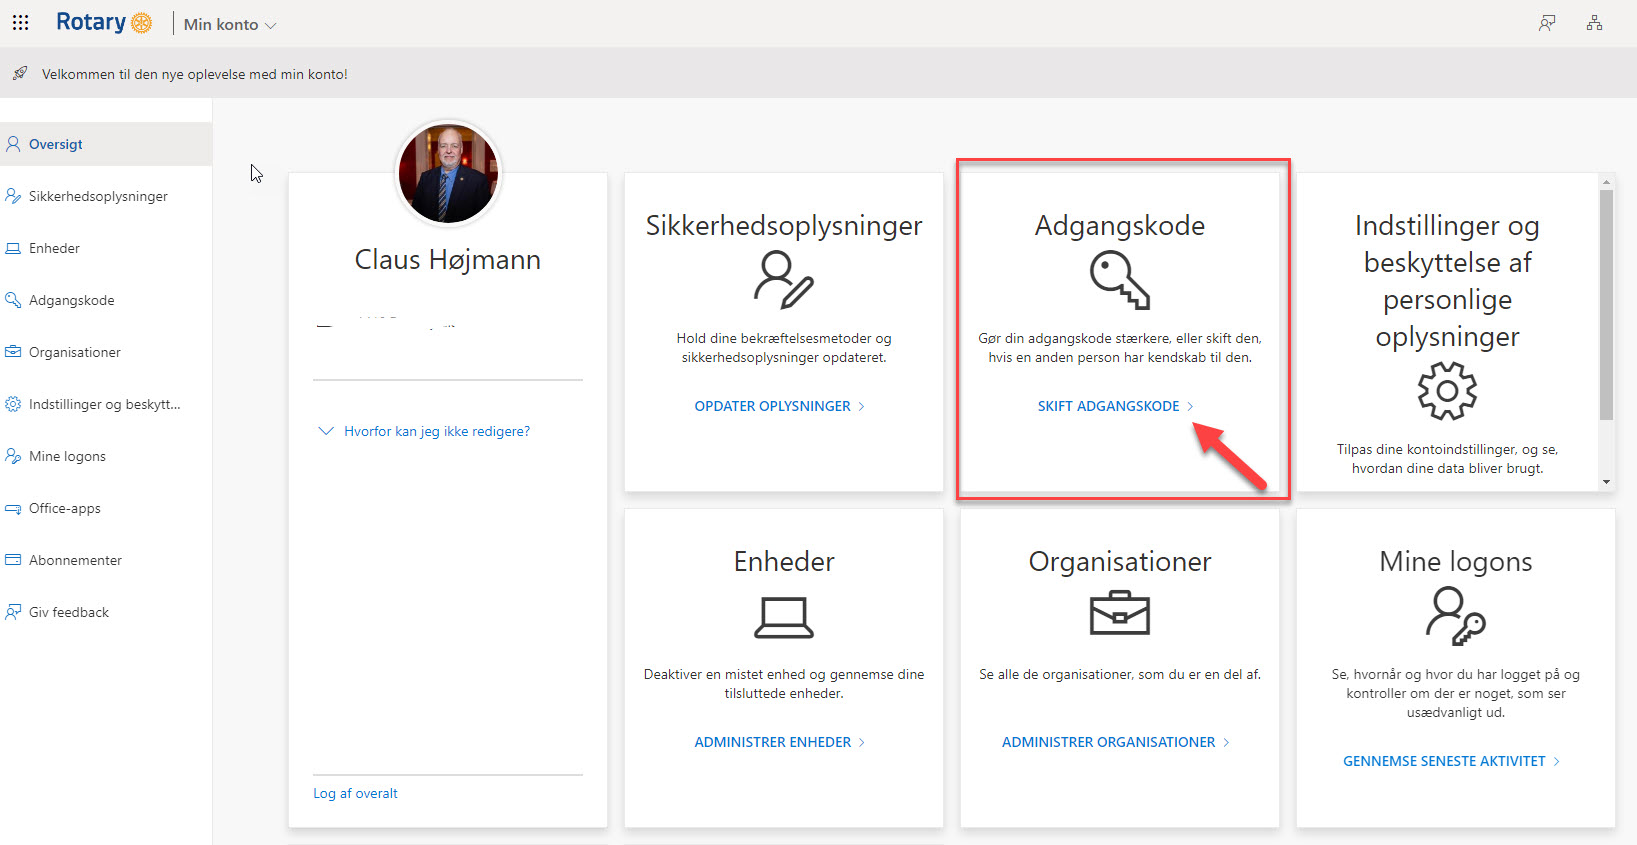 Rotary
Min konto
Velkommen til den nye oplevelse med min konto!
Oversigt
Sikkerhedsoplysninger
Enheder
Adgangskode
Organisationer
Indstillinger og beskytt...
Mine logons
Office-apps
Abonnementer
Giv feedback
Claus Højmann
Hvorfor kan jeg ikke redigere?
Log af overalt
Sikkerhedsoplysninger
Hold dine bekræftelsesmetoder og
sikkerhedsoplysninger opdateret.
OPDATER OPLYSNINGER
Adgangskode
Gør din adgangskode stærkere, eller skift den,
hvis en anden person har kendskab til den.
SKIFT ADGANGSKODE
Indstillinger og
beskyttelse af
personlige
oplysninger
Tilpas dine kontoindstillinger, og se,
hvordan dine data bliver brugt.
Enheder
Deaktiver en mistet enhed og gennemse dine
tilsluttede enheder.
ADMINISTRER ENHEDER
Organisationer
Se alle de organisationer, som du er en del af.
ADMINISTRER ORGANISATIONER
Mine logons
Se, hvornår og hvor du har logget på og
kontroller om der er noget, som ser
usædvanligt ud.
GENNEMSE SENESTE AKTIVITET